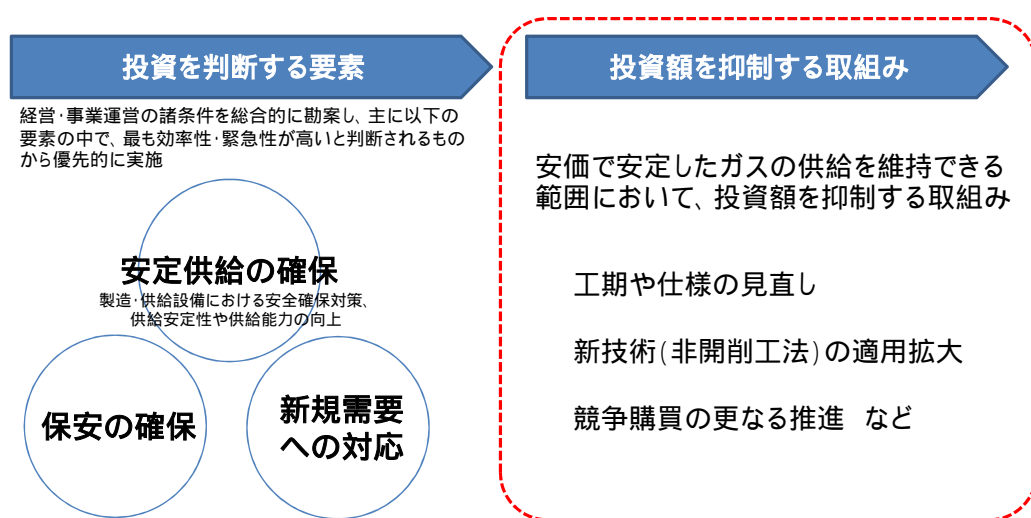 投資を判断する要素
経営・事業運営の諸条件を総合的に勘案し、主に以下の
要素の中で、最も効率性・緊急性が高いと判断されるもの
から優先的に実施
安定供給の確保
製造・供給設備における安全確保対策、
供給安定性や供給能力の向上
保安の確保
新規需要
への対応
投資額を抑制する取組み
安価で安定したガスの供給を維持できる
範囲において、投資額を抑制する取組み
工期や仕様の見直し
新技術(非開削工法)の適用拡大
競争購買の更なる推進 など